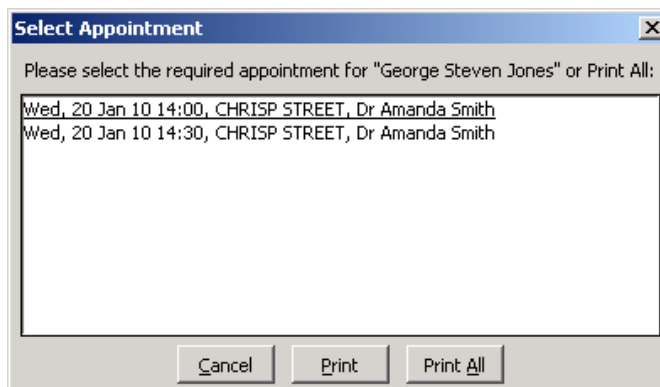 Select Appointment
Please select the required appointment for "George Steven Jones" or Print All:
Wed, 20 Jan 10 14:00, CHRISP STREET, Dr Amanda Smith
Wed, 20 Jan 10 14:30, CHRISP STREET, Dr Amanda Smith
Cancel Print Print All